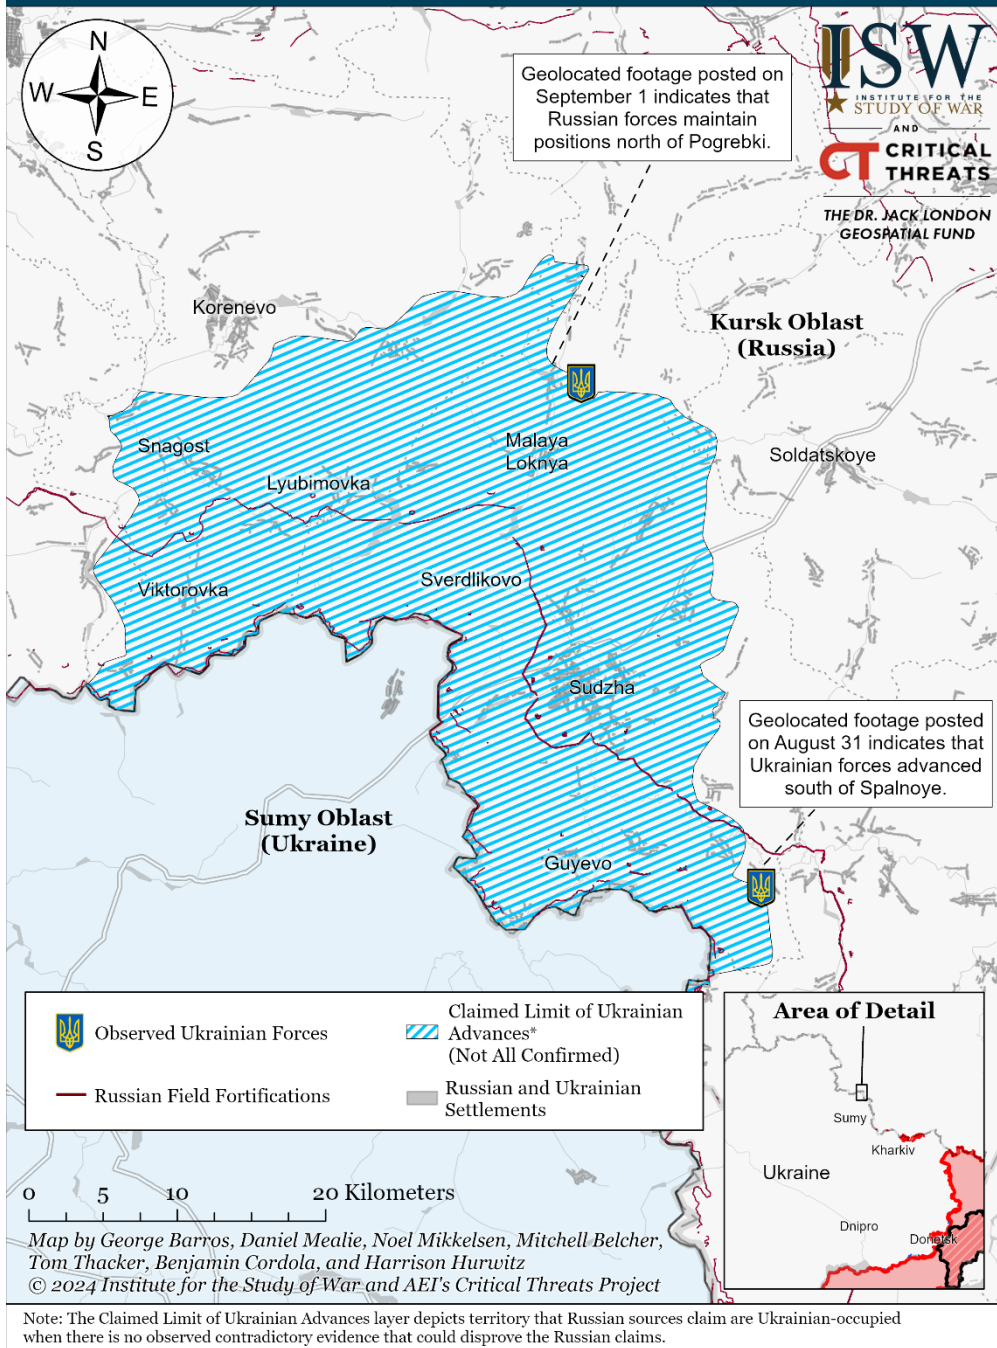 N
W E
S
Geolocated footage posted on
September 1 indicates that
Russian forces maintain
positions north of Pogrebki.
ISW
INSTITUTE FOR THE
STUDY OF WAR
AND
CT CRITICAL
THREATS
THE DR. JACK LONDON
GEOSPATIAL FUND
Korenevo
Kursk Oblast
(Russia)
Snagost
Malaya
Loknya
Soldatskoye
Lyubimovka
Viktorovka
Sverdlikovo
Sudzha
Geolocated footage posted
on August 31 indicates that
Ukrainian forces advanced
south of Spalnoye.
Sumy Oblast
(Ukraine)
Guyevo
Observed Ukrainian Forces
Claimed Limit of Ukrainian
Advances*
(Not All Confirmed)
Russian Field Fortifications
Russian and Ukrainian
Settlements
Area of Detail
Sumy
Kharkiv
Ukraine
Dnipro
Donetsk
0 5 10 20 Kilometers
Map by George Barros, Daniel Mealie, Noel Mikkelsen, Mitchell Belcher,
Tom Thacker, Benjamin Cordola, and Harrison Hurwitz
© 2024 Institute for the Study of War and AEI's Critical Threats Project
Note: The Claimed Limit of Ukrainian Advances layer depicts territory that Russian sources claim are Ukrainian-occupied
when there is no observed contradictory evidence that could disprove the Russian claims.